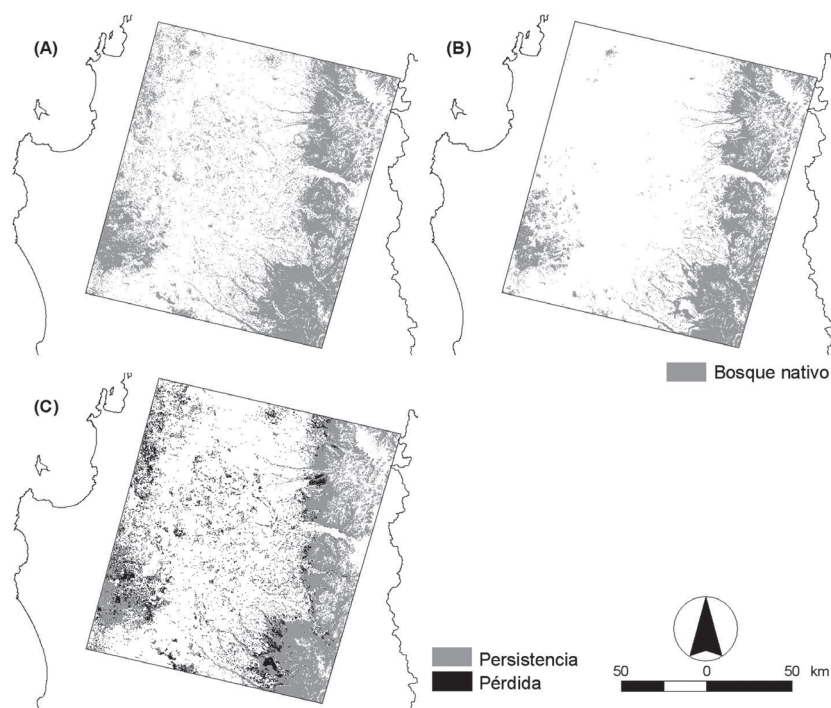 (A)
(B)
Bosque nativo
(C)
Persistencia
Pérdida
50 0 50 km